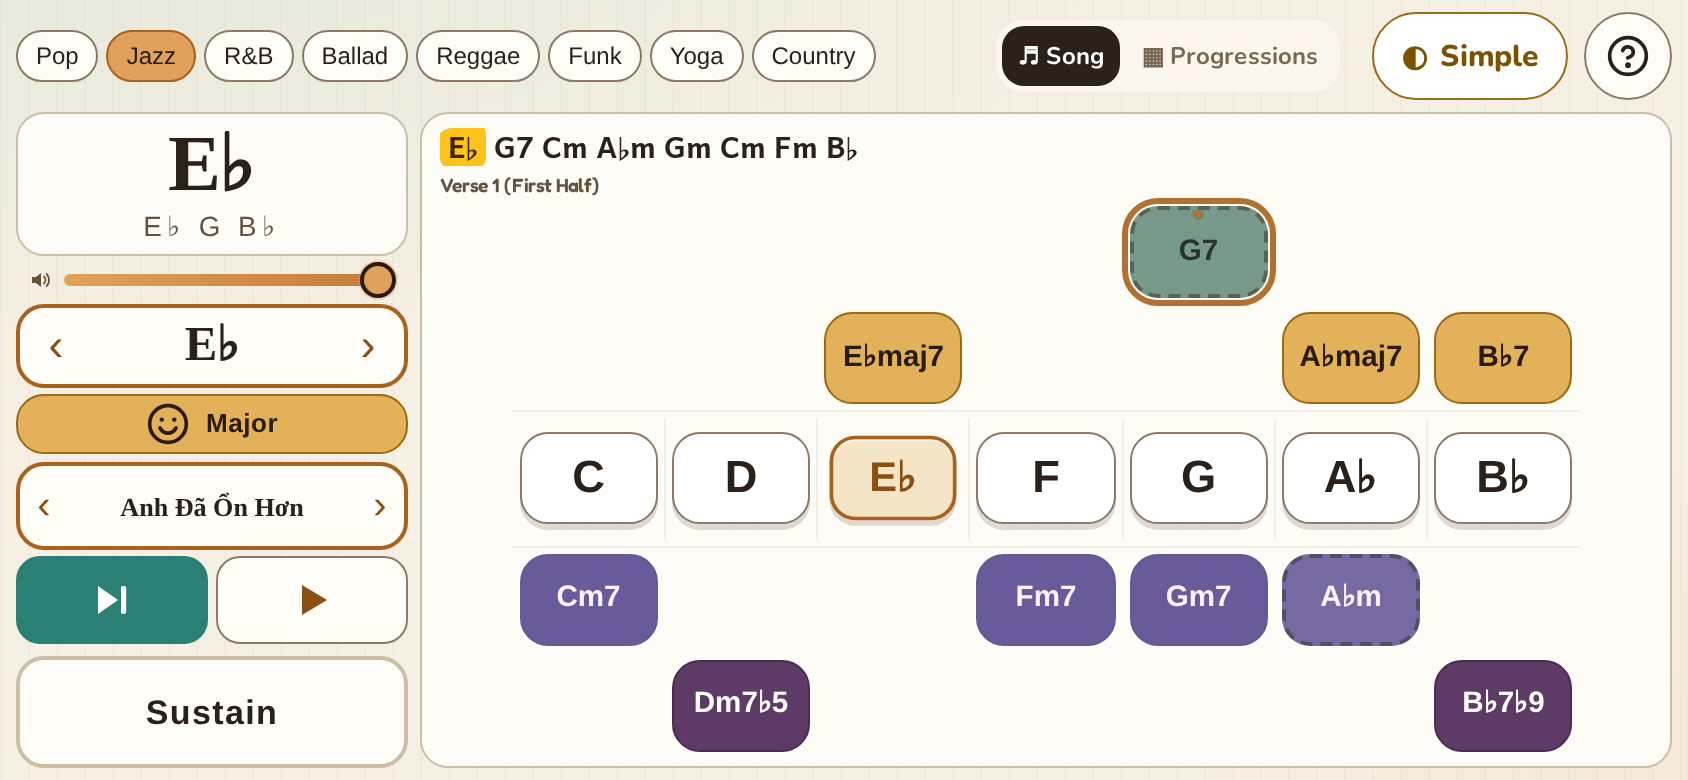 Pop Jazz R&B Ballad Reggae Funk Yoga Country Song Progressions Simple ?
E♭
E♭ G B♭
E♭
Major
Anh Đã Ổn Hơn
Sustain
E♭ G7 Cm A♭m Gm Cm Fm B♭
Verse 1 (First Half)
G7
E♭maj7 A♭maj7 B♭7
C D E♭ F G A♭ B♭
Cm7 Fm7 Gm7 A♭m
Dm7♭5 B♭7♭9